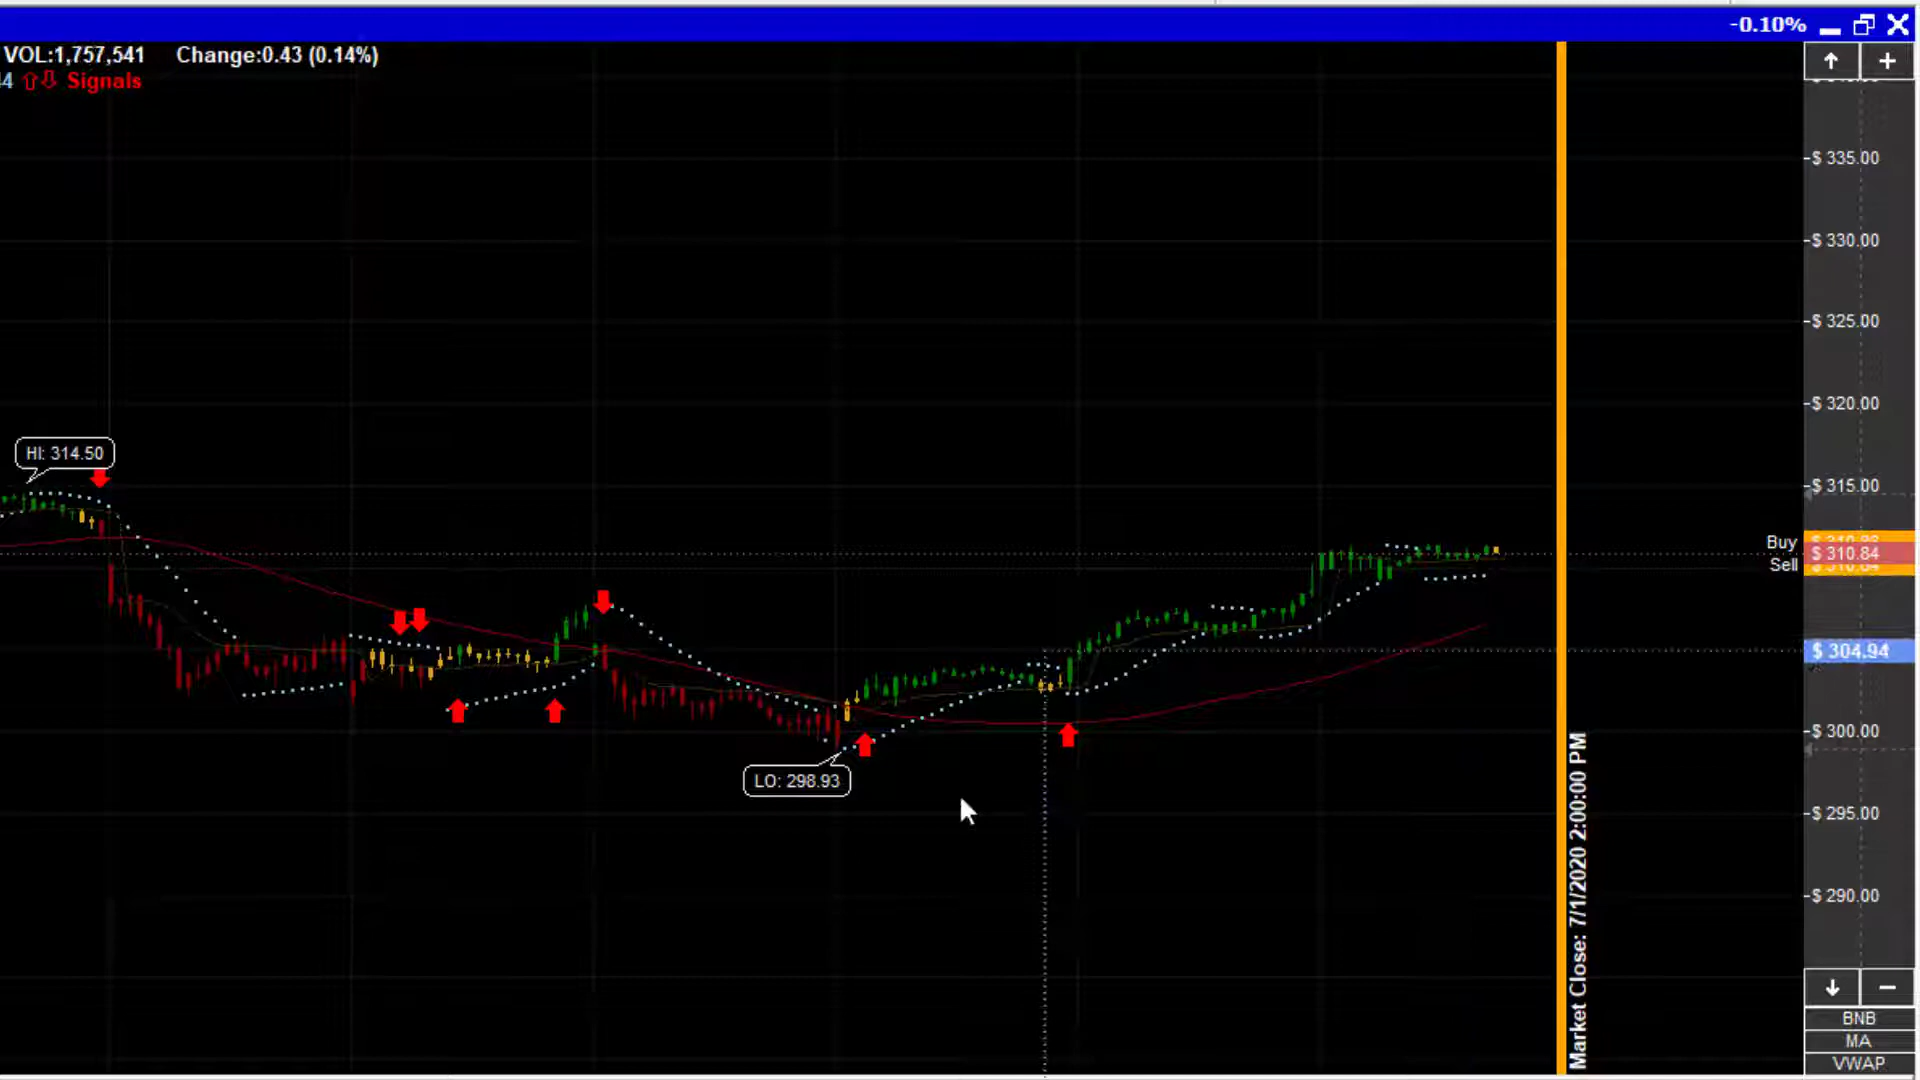 -0.10%
VOL:1,757,541 Change:0.43 (0.14%)
4 Signals
$ 335.00
$ 330.00
$ 325.00
$ 320.00
HI: 314.50
$ 315.00
Buy
$ 310.84
Sell
$ 304.94
$ 300.00
LO: 298.93
$ 295.00
$ 290.00
Market Close: 7/1/2020 2:00:00 PM
BNB
MA
VWAP